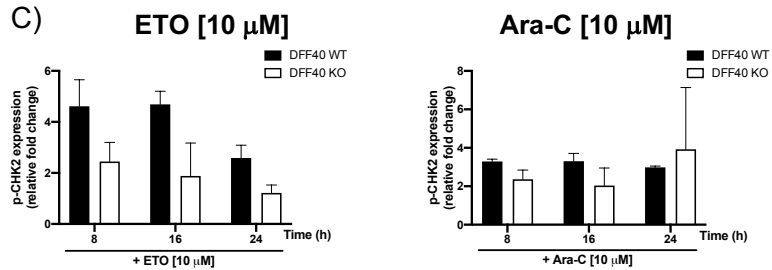 C)
ETO [10 μM]
DFF40 WT
DFF40 KO
p-CHK2 expression
(relative fold change)
6
4
2
0
8
16
24
Time (h)
+ ETO [10 μM]
Ara-C [10 μM]
DFF40 WT
DFF40 KO
p-CHK2 expression
(relative fold change)
8
6
4
2
0
8
16
24
Time (h)
+ Ara-C [10 μM]